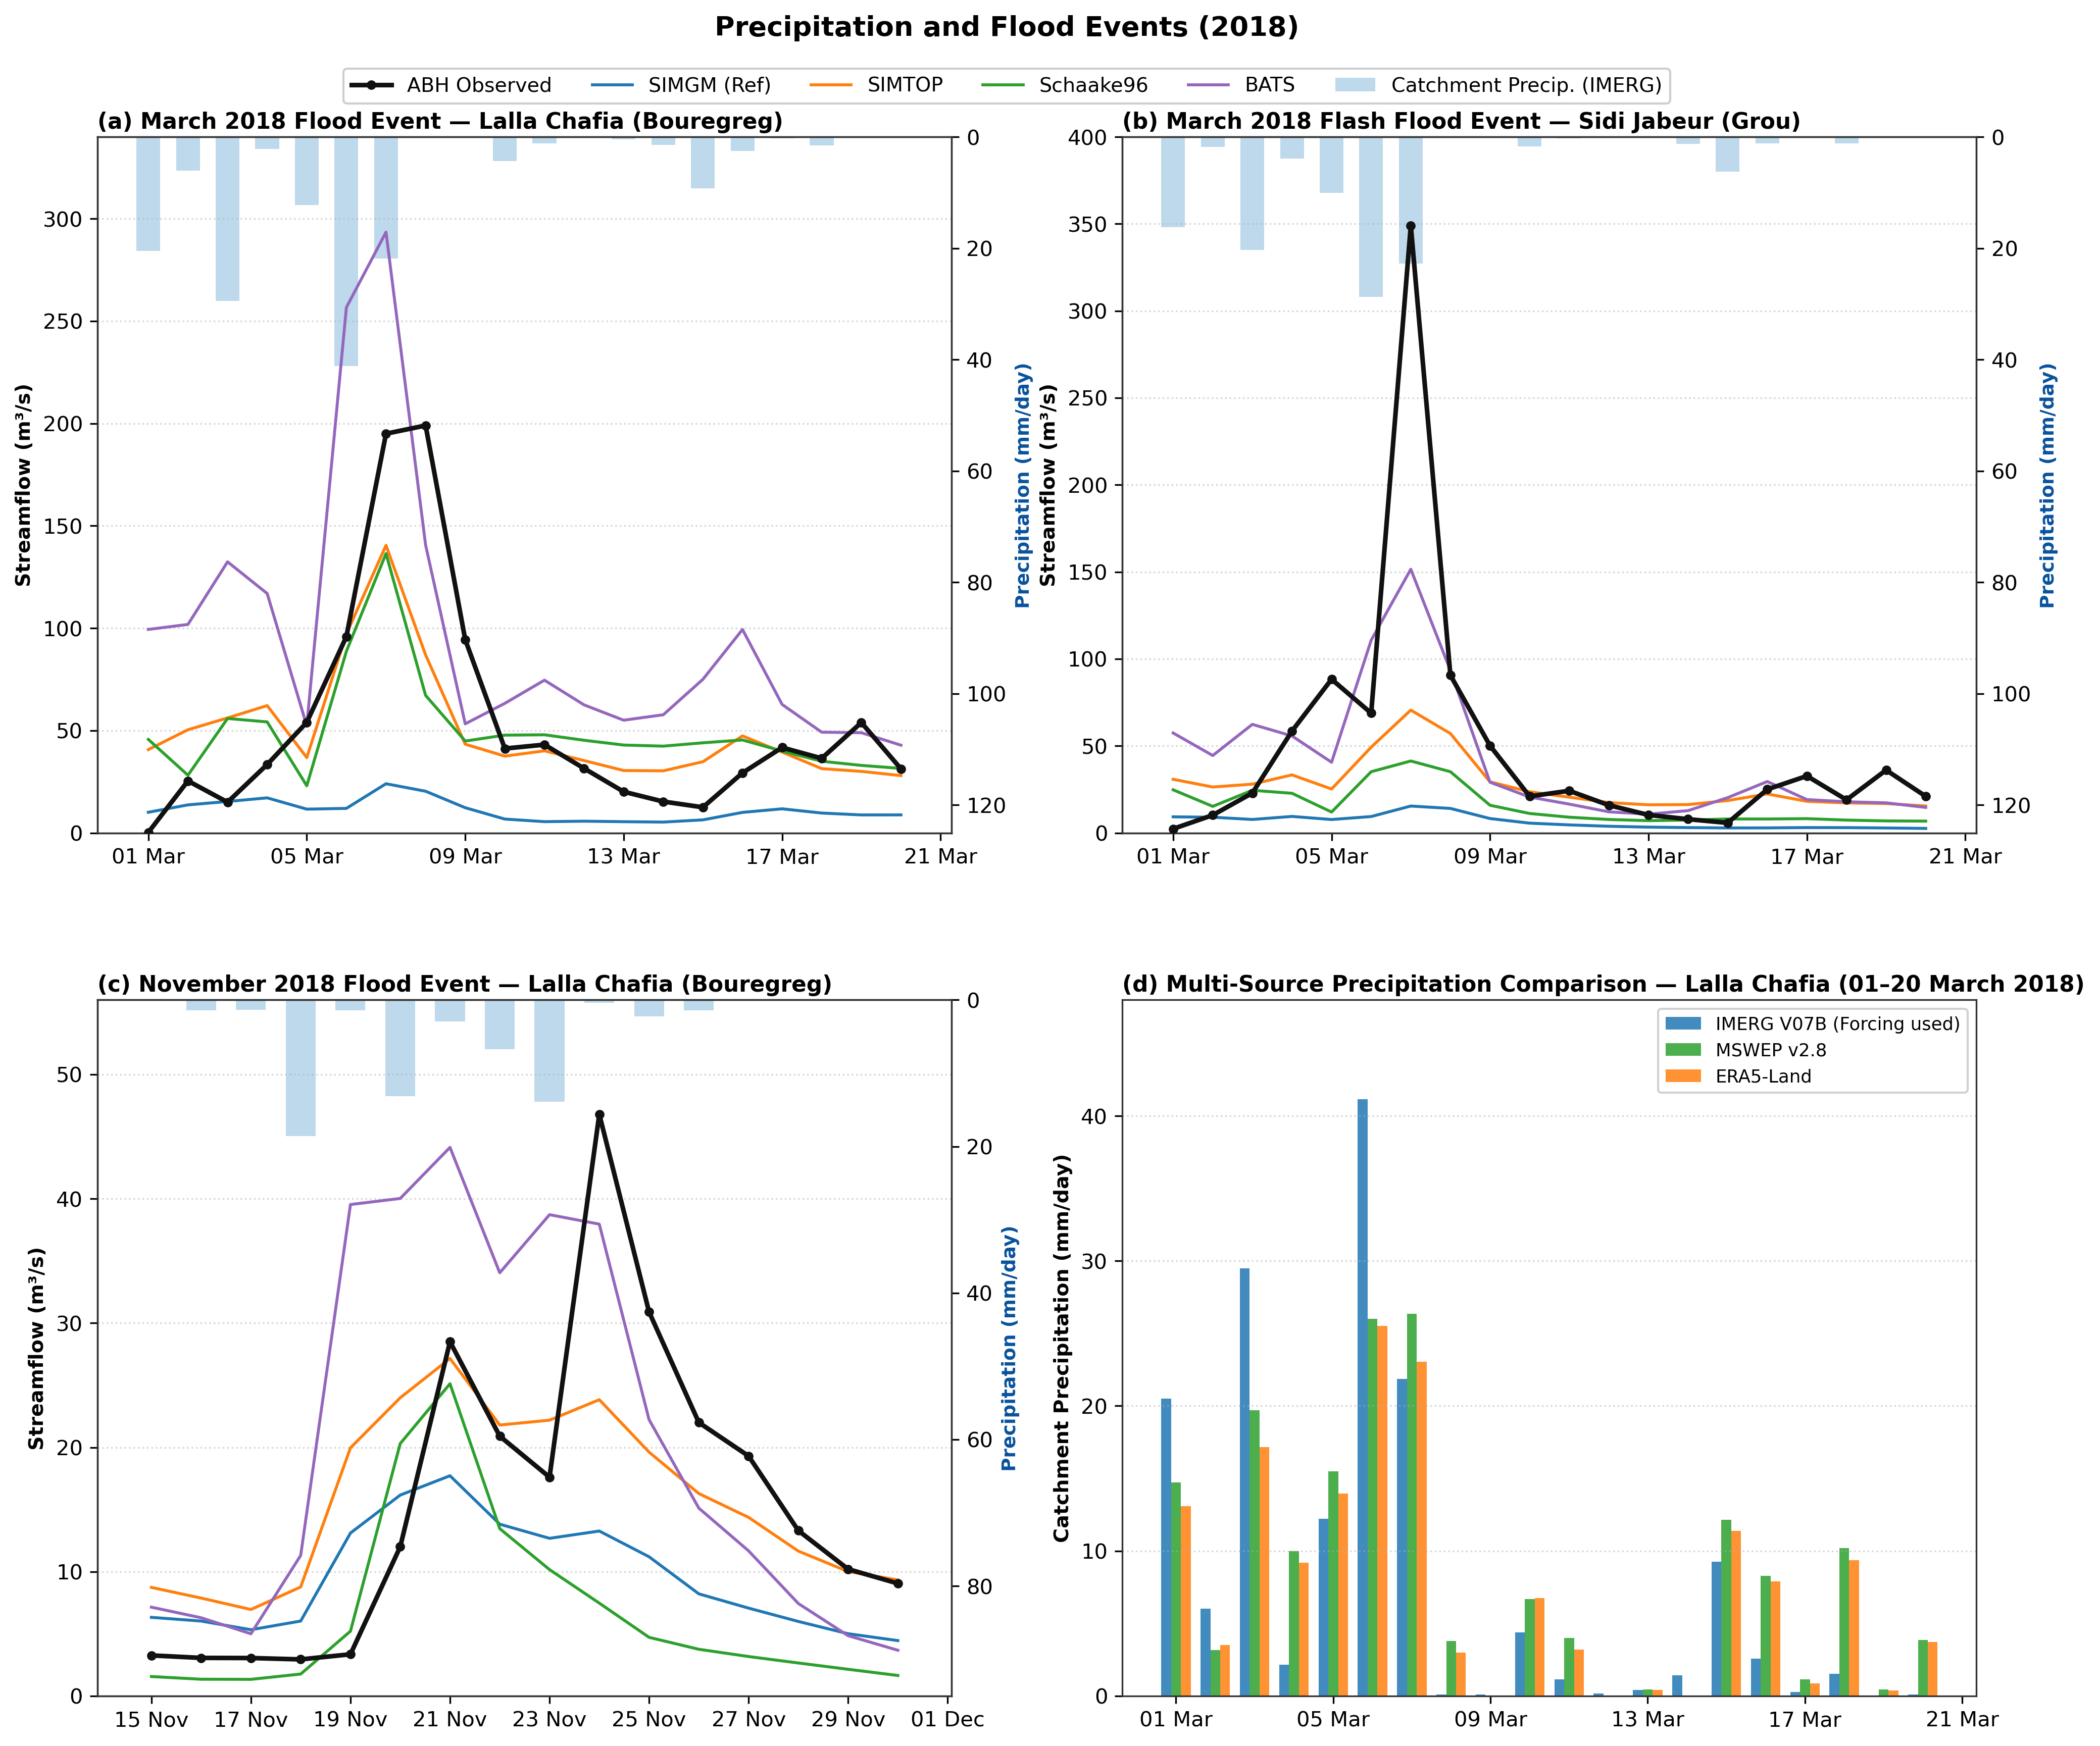 Precipitation and Flood Events (2018)
ABH Observed SIMGM (Ref) SIMTOP Schaake96 BATS Catchment Precip. (IMERG)
(a) March 2018 Flood Event — Lalla Chafia (Bouregreg)
Streamflow (m³/s)
300
250
200
150
100
50
0
0
20
40
60
80
100
120
Precipitation (mm/day)
01 Mar 05 Mar 09 Mar 13 Mar 17 Mar 21 Mar
(b) March 2018 Flash Flood Event — Sidi Jabeur (Grou)
Streamflow (m³/s)
400
350
300
250
200
150
100
50
0
0
20
40
60
80
100
120
Precipitation (mm/day)
01 Mar 05 Mar 09 Mar 13 Mar 17 Mar 21 Mar
(c) November 2018 Flood Event — Lalla Chafia (Bouregreg)
Streamflow (m³/s)
50
40
30
20
10
0
0
20
40
60
80
Precipitation (mm/day)
15 Nov 17 Nov 19 Nov 21 Nov 23 Nov 25 Nov 27 Nov 29 Nov 01 Dec
(d) Multi-Source Precipitation Comparison — Lalla Chafia (01–20 March 2018)
IMERG V07B (Forcing used)
MSWEP v2.8
ERA5-Land
Catchment Precipitation (mm/day)
40
30
20
10
0
01 Mar 05 Mar 09 Mar 13 Mar 17 Mar 21 Mar